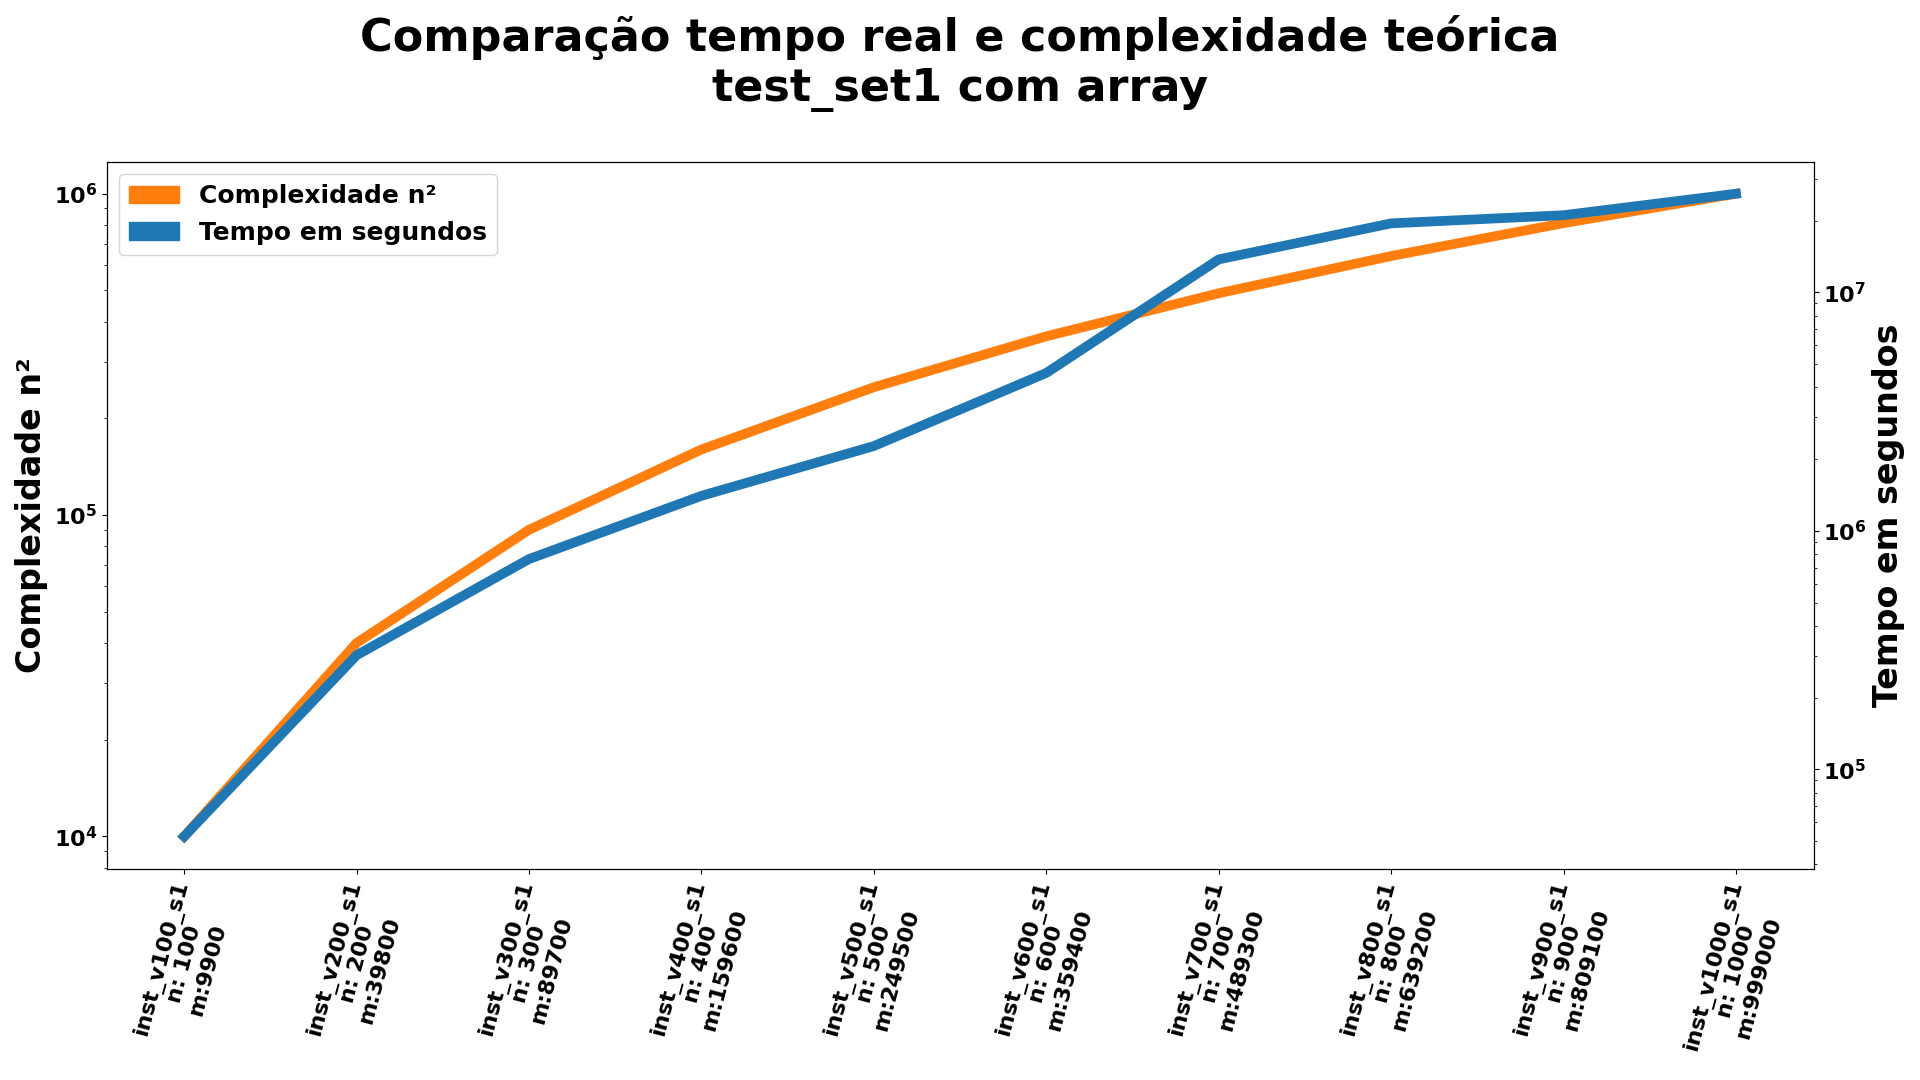 Comparação tempo real e complexidade teórica
test_set1 com array
Complexidade n²
Tempo em segundos
Complexidade n²
10⁶
10⁵
10⁴
10⁷
10⁶
10⁵
Tempo em segundos
inst_v100_s1
n: 100
m:9900
inst_v200_s1
n: 200
m:39800
inst_v300_s1
n: 300
m:89700
inst_v400_s1
n: 400
m:159600
inst_v500_s1
n: 500
m:249500
inst_v600_s1
n: 600
m:359400
inst_v700_s1
n: 700
m:489300
inst_v800_s1
n: 800
m:639200
inst_v900_s1
n: 900
m:809100
inst_v1000_s1
n: 1000
m:999000